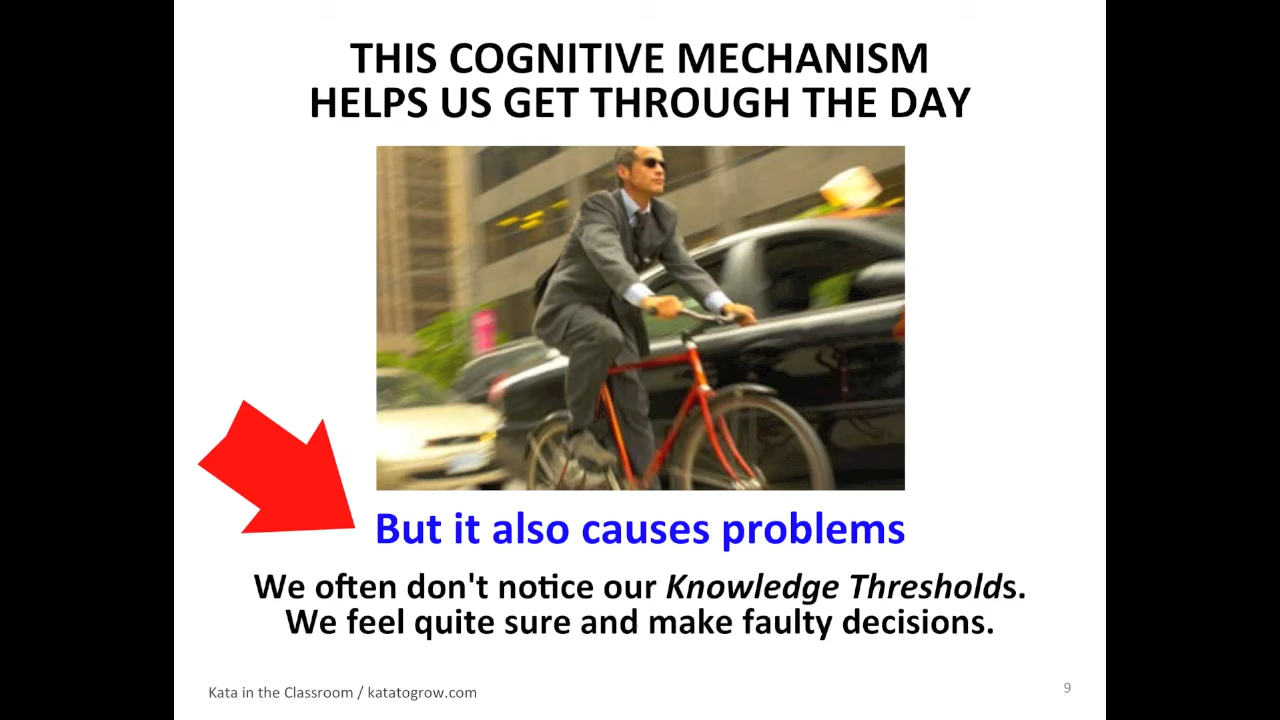 THIS COGNITIVE MECHANISM
HELPS US GET THROUGH THE DAY
But it also causes problems
We often don't notice our Knowledge Thresholds.
We feel quite sure and make faulty decisions.
Kata in the Classroom / katatogrow.com
9